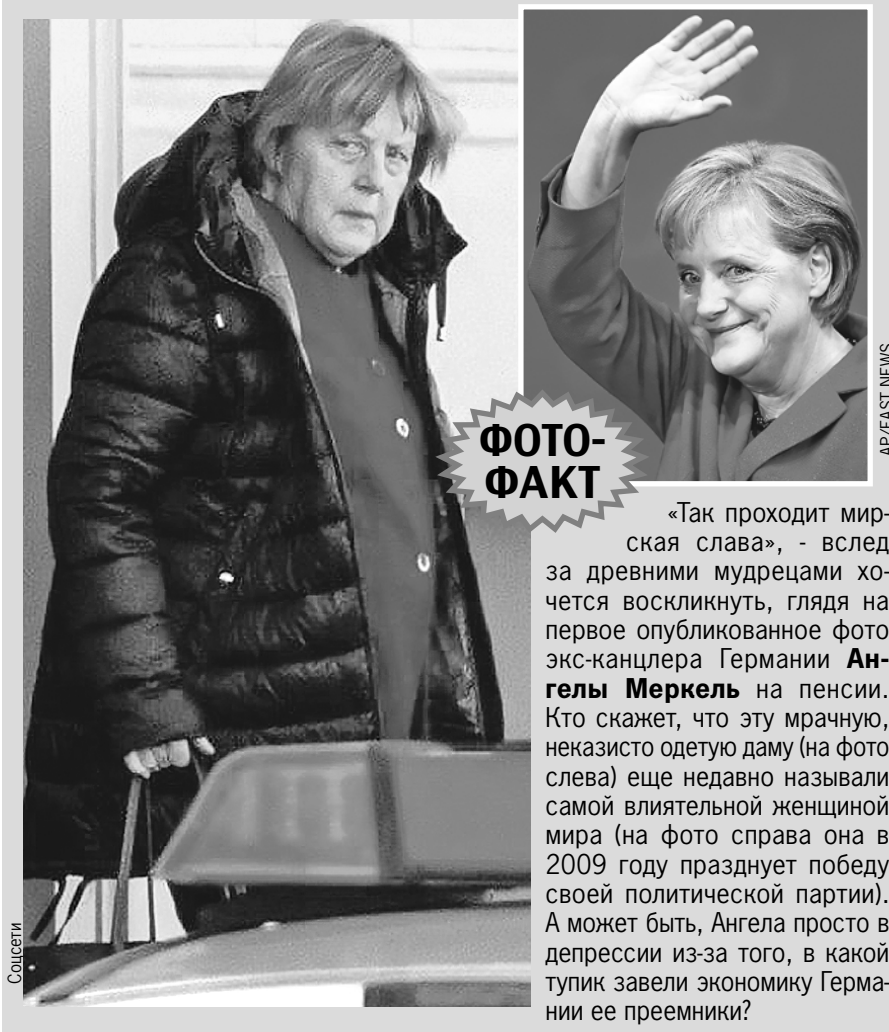 AP/EAST NEWS
ФОТО-
ФАКТ
«Так проходит мир-
ская слава», - вслед
за древними мудрецами хо-
чется воскликнуть, глядя на
первое опубликованное фото
экс-канцлера Германии Ан-
гелы Меркель на пенсии.
Кто скажет, что эту мрачную,
неказисто одетую даму (на фото
слева) еще недавно называли
самой влиятельной женщиной
мира (на фото справа она в
2009 году празднует победу
своей политической партии).
А может быть, Ангела просто в
депрессии из-за того, в какой
тупик завели экономику Герма-
нии ее преемники?
Соцсети